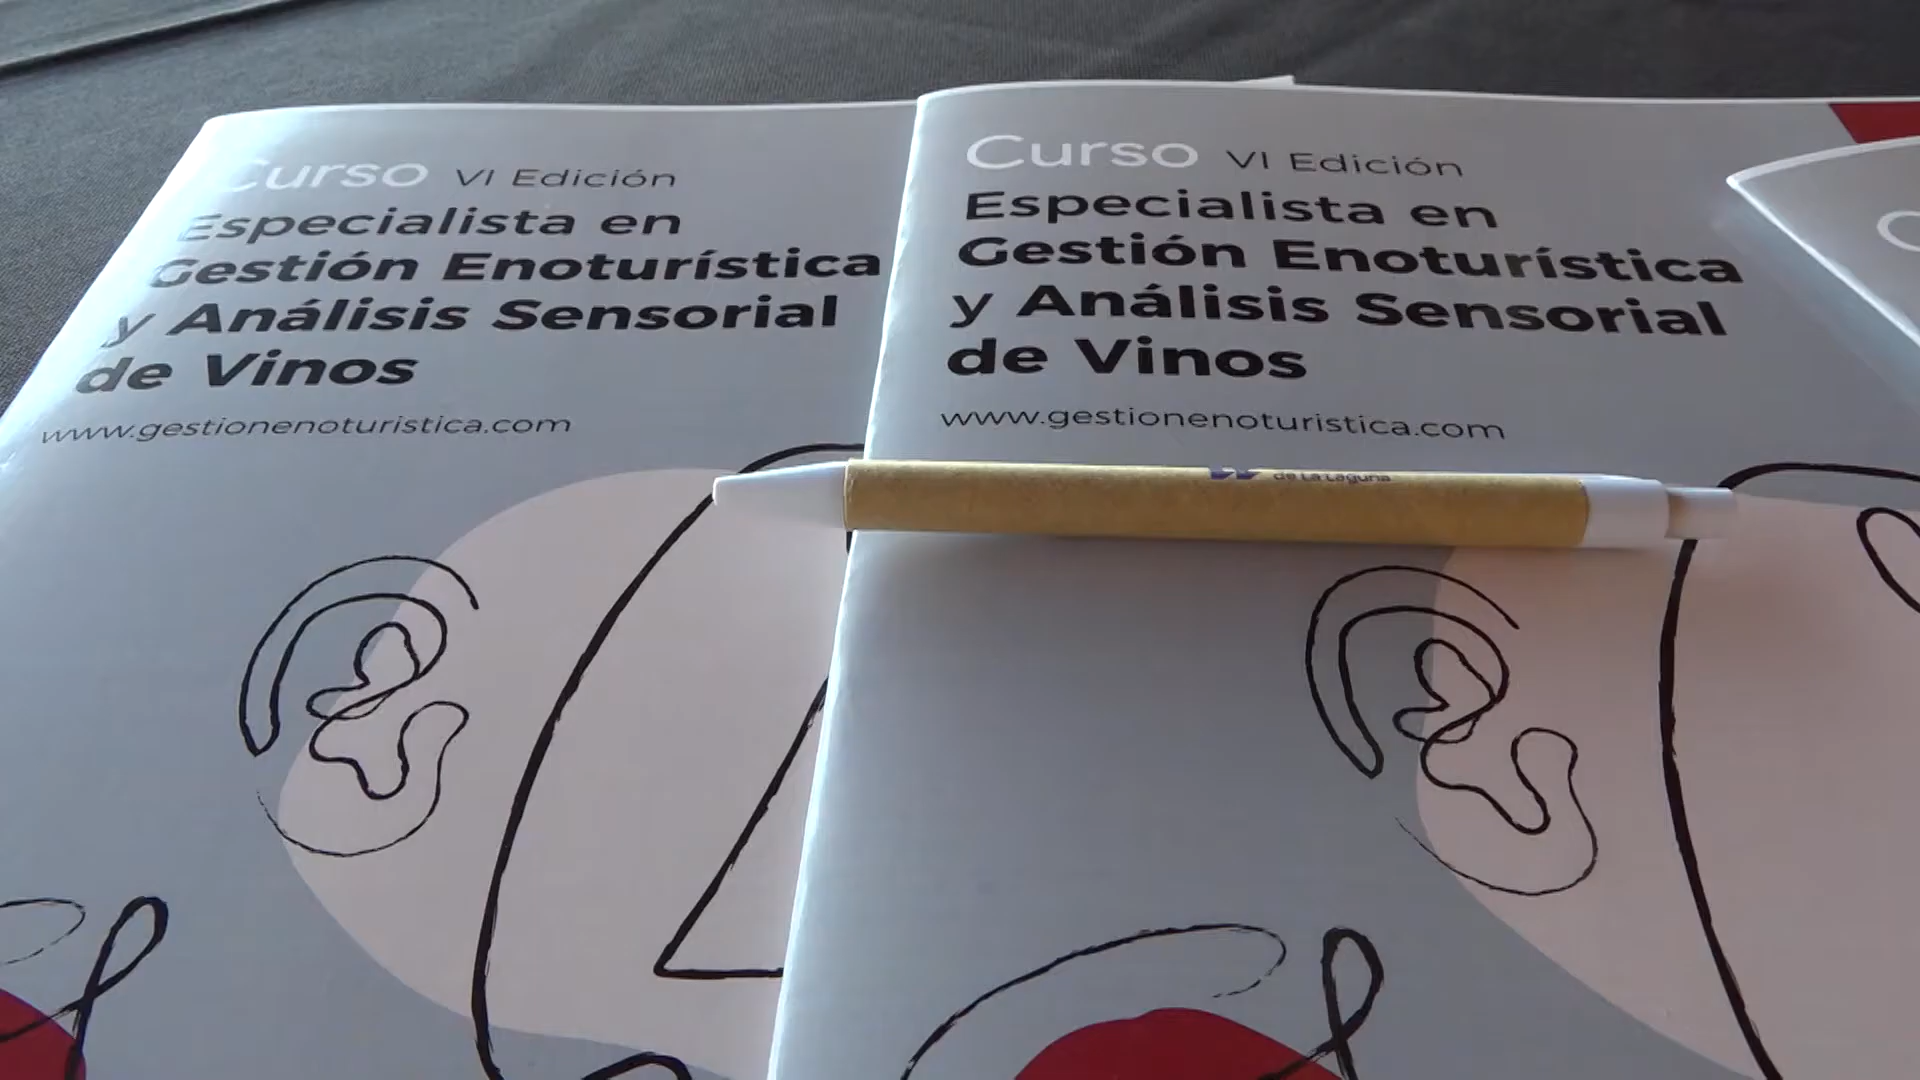 Curso VI Edición
Especialista en
Gestión Enoturística
y Análisis Sensorial
de Vinos
www.gestionenoturistica.com
Curso VI Edición
Especialista en
Gestión Enoturística
y Análisis Sensorial
de Vinos
www.gestionenoturistica.com
de La Laguna